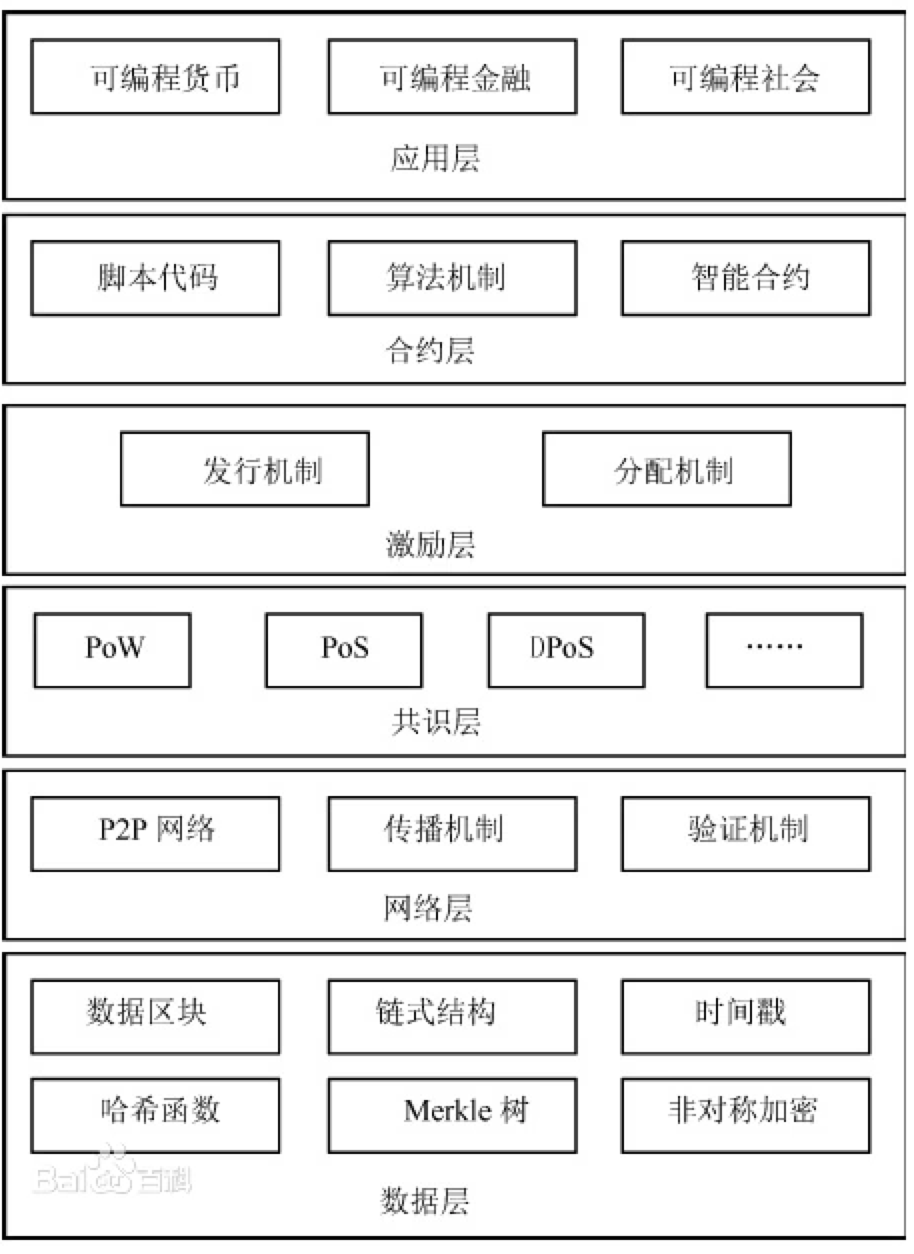 可编程货币 可编程金融 可编程社会
应用层
脚本代码 算法机制 智能合约
合约层
发行机制 分配机制
激励层
PoW PoS DPoS ……
共识层
P2P 网络 传播机制 验证机制
网络层
数据区块 链式结构 时间戳
哈希函数 Merkle 树 非对称加密
Baidu百科
数据层